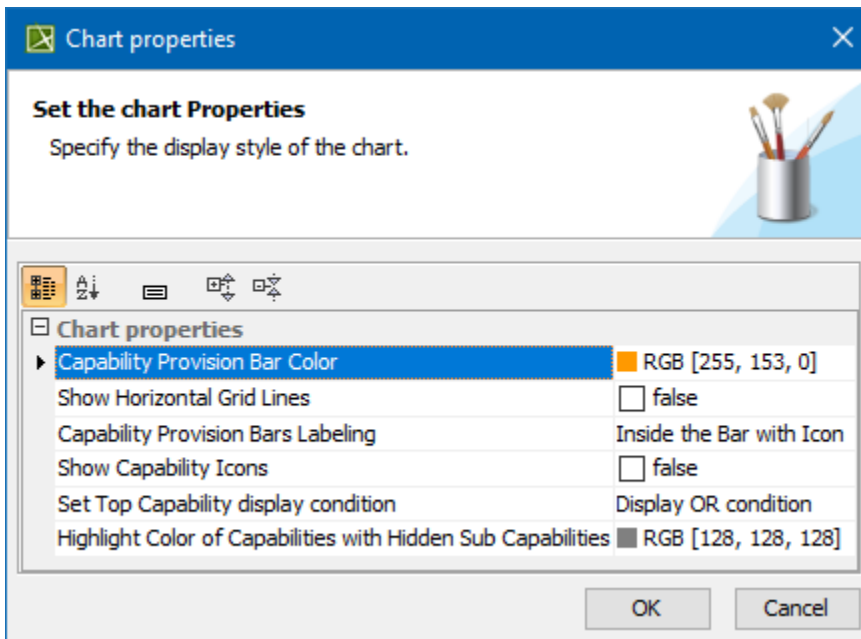 Chart properties
Set the chart Properties
Specify the display style of the chart.
Chart properties
Capability Provision Bar Color RGB [255, 153, 0]
Show Horizontal Grid Lines false
Capability Provision Bars Labeling Inside the Bar with Icon
Show Capability Icons false
Set Top Capability display condition Display OR condition
Highlight Color of Capabilities with Hidden Sub Capabilities RGB [128, 128, 128]
OK Cancel